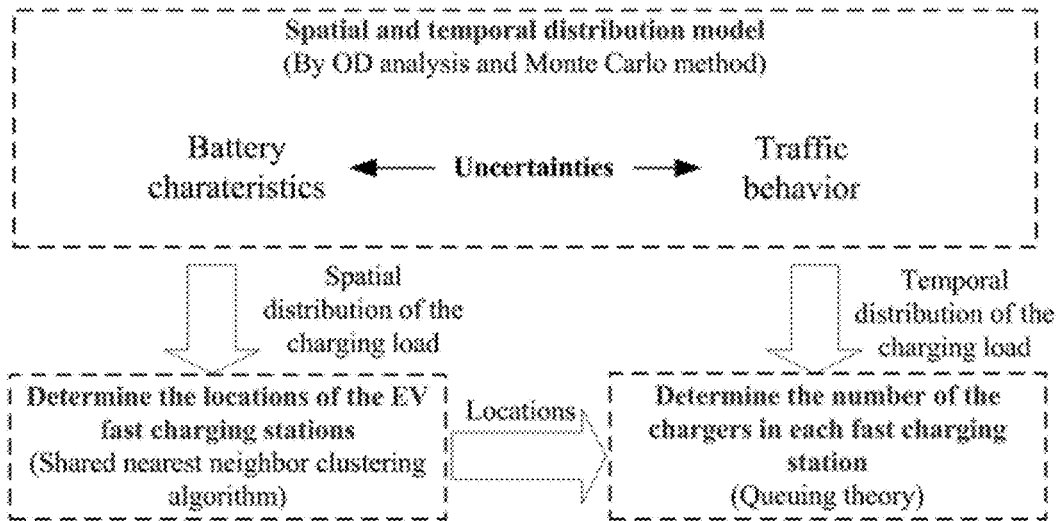 Spatial and temporal distribution model
(By OD analysis and Monte Carlo method)
Battery
charateristics
Uncertainties
Traffic
behavior
Spatial
distribution of the
charging load
Temporal
distribution of the
charging load
Determine the locations of the EV
fast charging stations
(Shared nearest neighbor clustering
algorithm)
Locations
Determine the number of the
chargers in each fast charging
station
(Queuing theory)